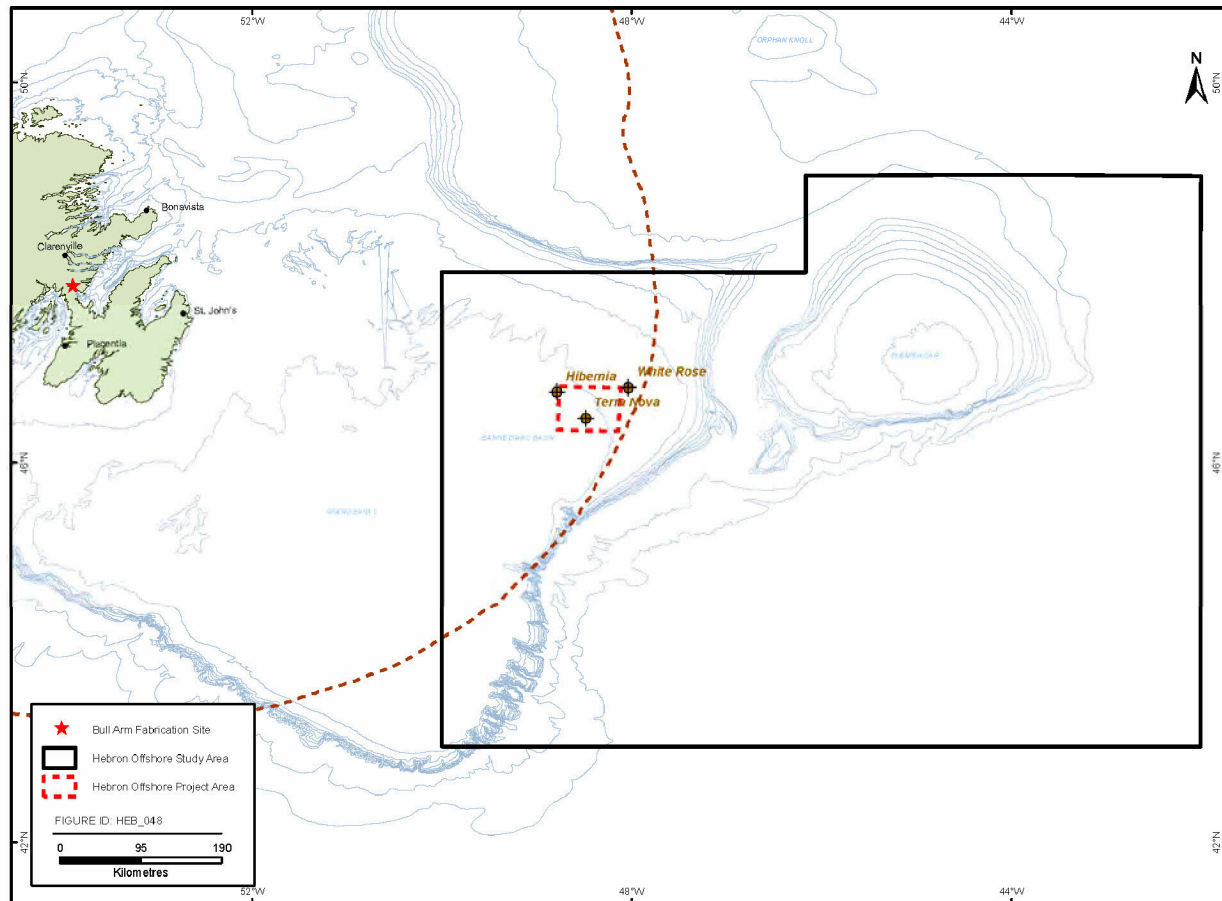 52°W
48°W
44°W
ORPHAN KNOLL
N
50°N
50°N
Bonavista
Clarenville
St. John's
Placentia
Hibernia
White Rose
Terra Nova
46°N
46°N
Bull Arm Fabrication Site
Hebron Offshore Study Area
Hebron Offshore Project Area
FIGURE ID: HEB_048
0 95 190
Kilometres
42°N
42°N
52°W
48°W
44°W